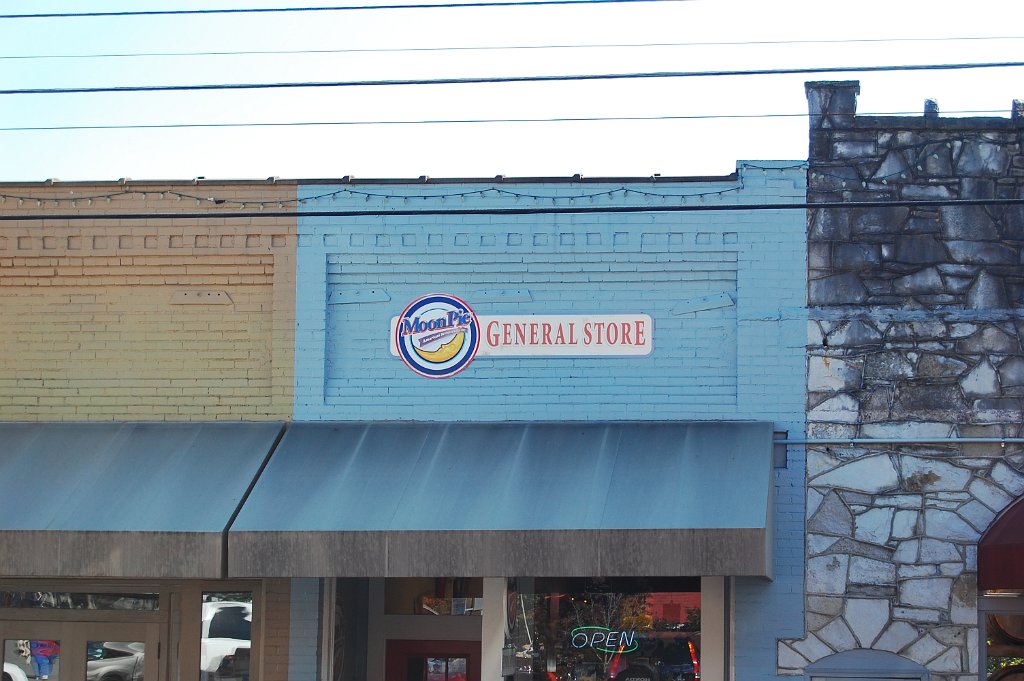 MoonPie
GENERAL STORE
OPEN